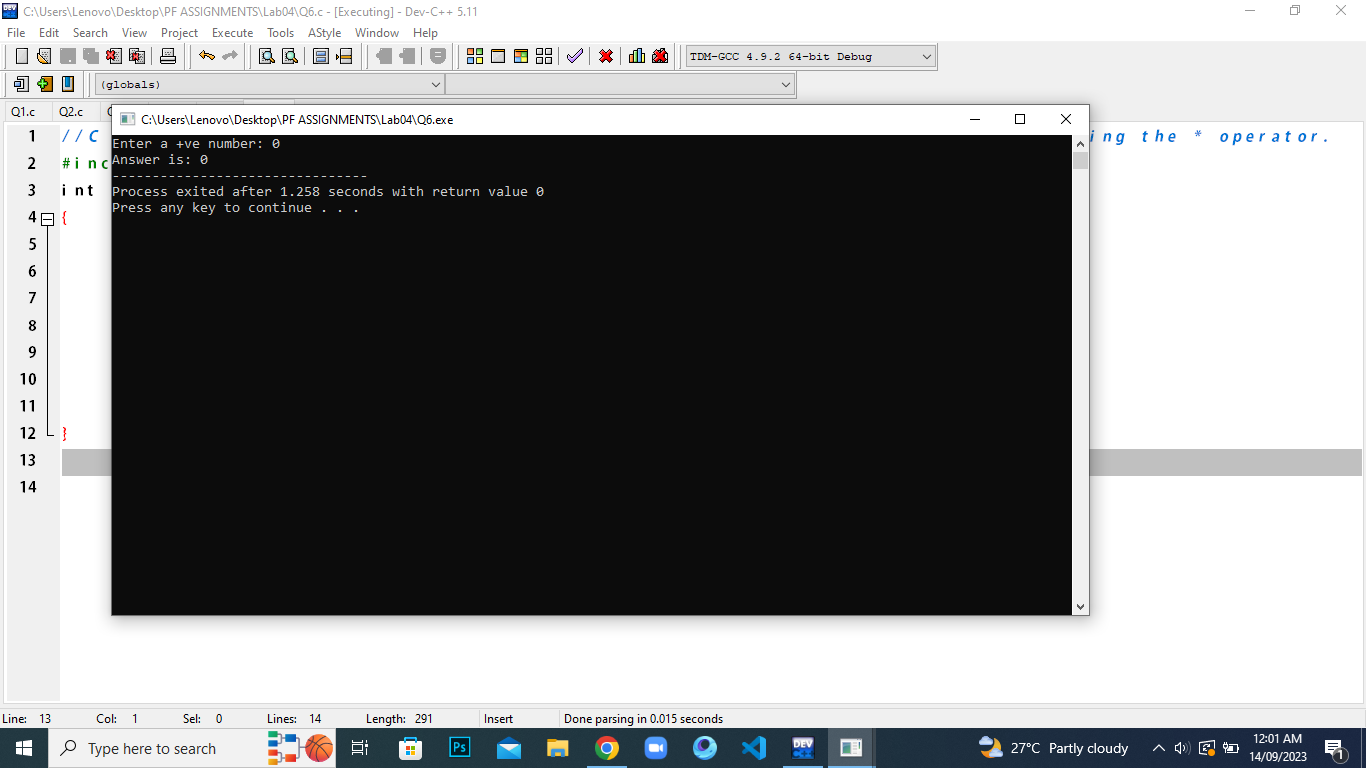 C:\Users\Lenovo\Desktop\PF ASSIGNMENTS\Lab04\Q6.c - [Executing] - Dev-C++ 5.11
File Edit Search View Project Execute Tools AStyle Window Help
TDM-GCC 4.9.2 64-bit Debug
(globals)
Q1.c Q2.c
C:\Users\Lenovo\Desktop\PF ASSIGNMENTS\Lab04\Q6.exe
Enter a +ve number: 0
Answer is: 0
--------------------------------
Process exited after 1.258 seconds with return value 0
Press any key to continue . . .
1 //C ing the * operator.
2 #inc
3 int
4 {
5
6
7
8
9
10
11
12 }
13
14
Line: 13 Col: 1 Sel: 0 Lines: 14 Length: 291 Insert Done parsing in 0.015 seconds
Type here to search Ps DEV 27°C Partly cloudy 12:01 AM
14/09/2023 1